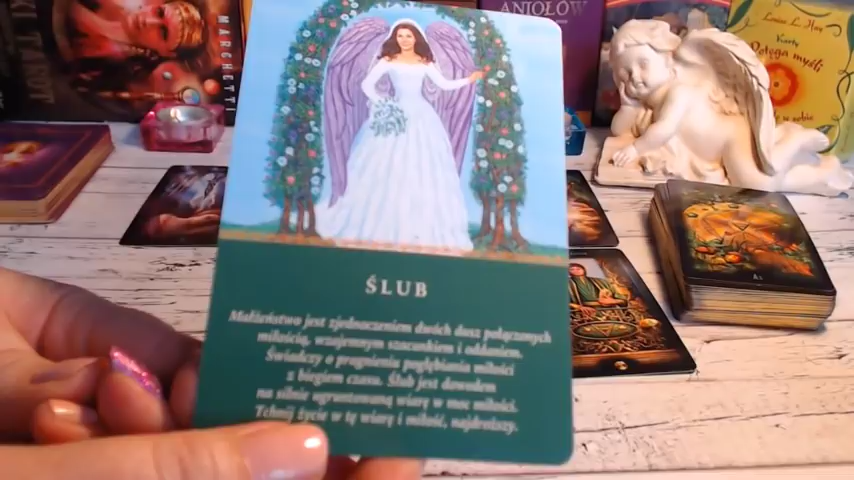 ANIOŁÓW
MARCHETTI
Louise L. Hay
Karty
Potęga myśli
ŚLUB
Małżeństwo jest zjednoczeniem dwóch dusz połączonych
miłością, wzajemnym szacunkiem i oddaniem.
Świadczy o pragnieniu pogłębiania miłości
z biegiem czasu. Ślub jest dowodem
na silnie ugruntowaną wiarę w moc miłości.
Tchnij życie w tę wiarę i miłość, najdroższy.